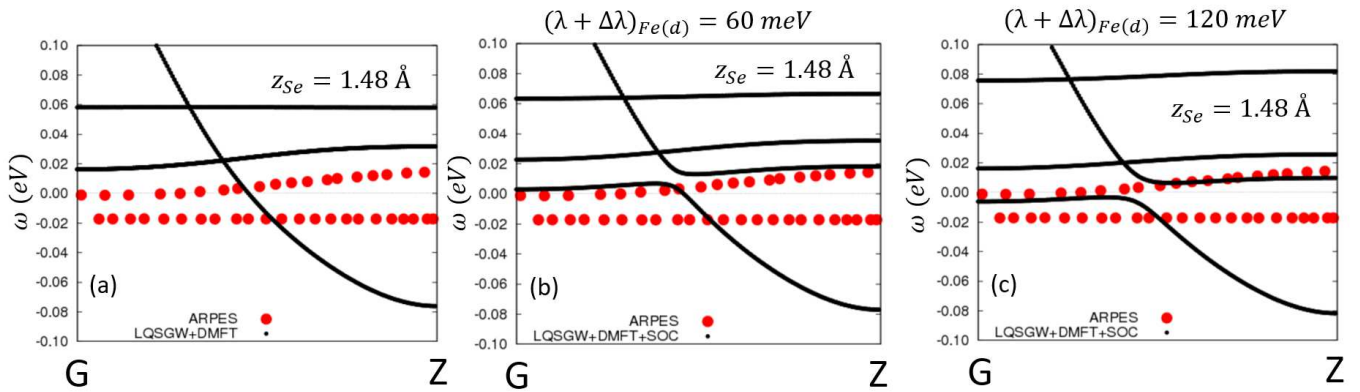 (λ + Δλ)Fe(d) = 60 meV
(λ + Δλ)Fe(d) = 120 meV
0.10
0.08
0.06
0.04
0.02
0.00
-0.02
-0.04
-0.06
-0.08
-0.10
ω (eV)
zSe = 1.48 Å
(a)
ARPES
LQSGW+DMFT
G
Z
0.10
0.08
0.06
0.04
0.02
0.00
-0.02
-0.04
-0.06
-0.08
-0.10
ω (eV)
zSe = 1.48 Å
(b)
ARPES
LQSGW+DMFT+SOC
G
Z
0.10
0.08
0.06
0.04
0.02
0.00
-0.02
-0.04
-0.06
-0.08
-0.10
ω (eV)
zSe = 1.48 Å
(c)
ARPES
LQSGW+DMFT+SOC
G
Z